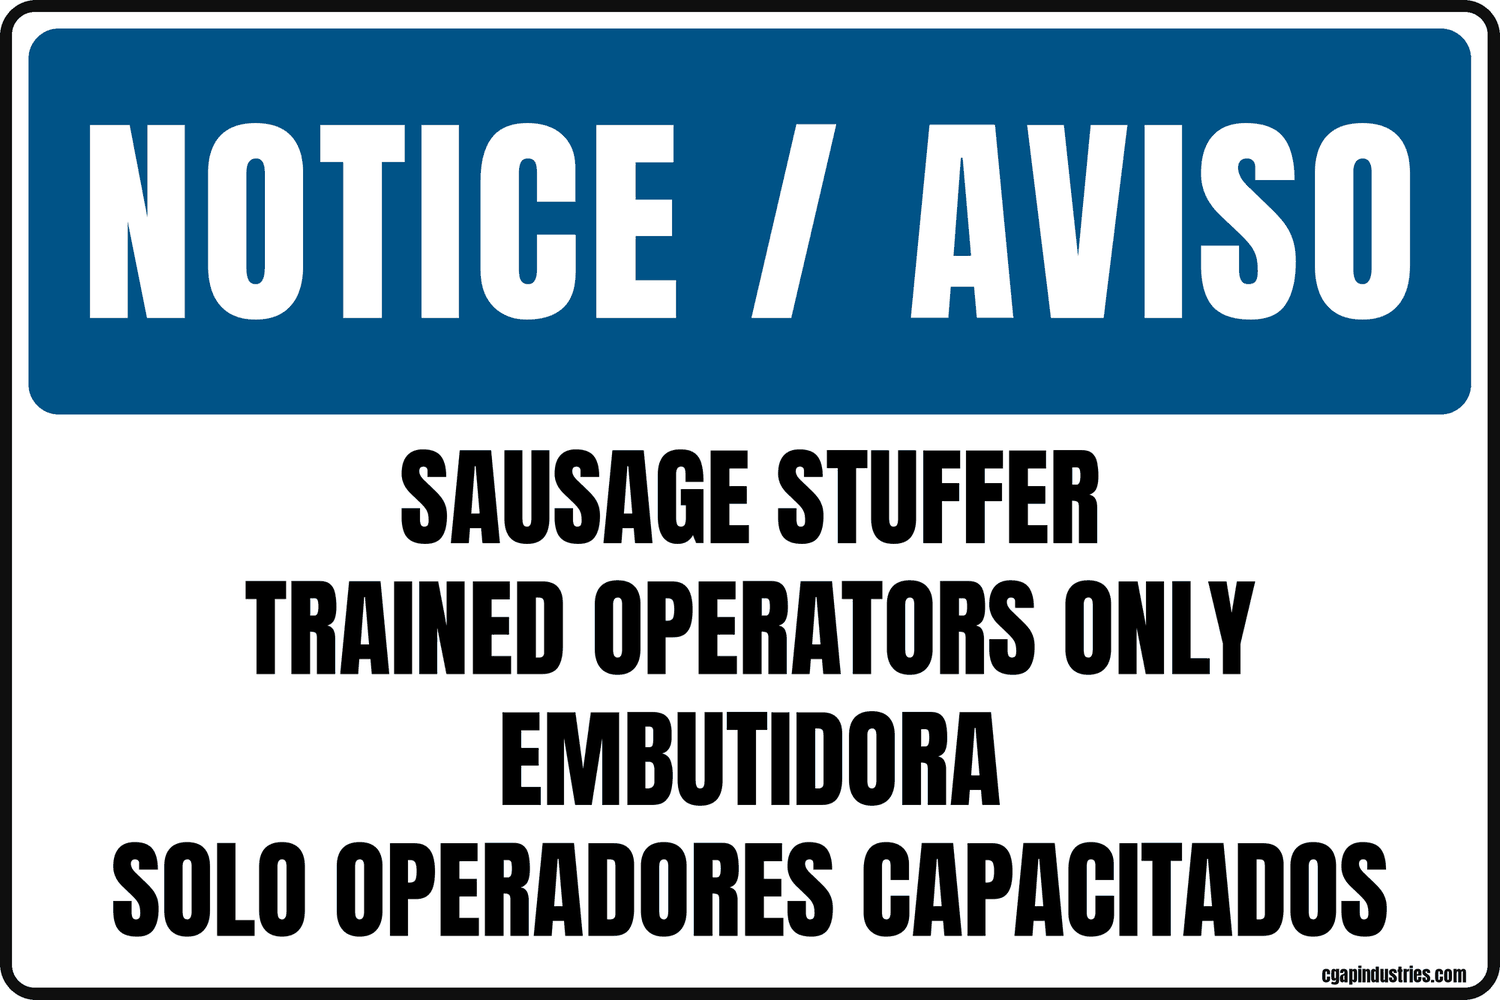 NOTICE / AVISO
SAUSAGE STUFFER
TRAINED OPERATORS ONLY
EMBUTIDORA
SOLO OPERADORES CAPACITADOS
cgapindustries.com